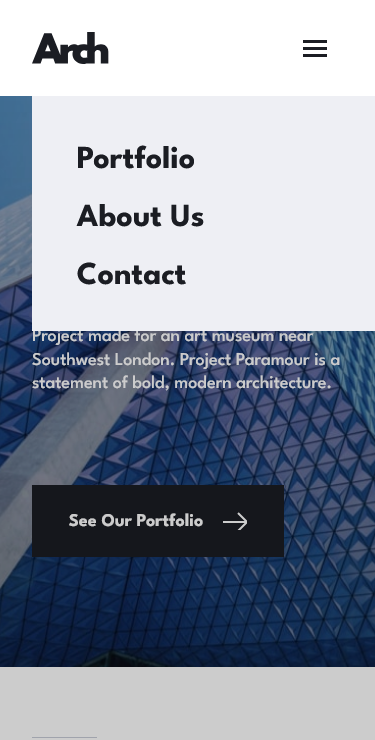 Arch
Portfolio
About Us
Contact
Project made for an art museum near
Southwest London. Project Paramour is a
statement of bold, modern architecture.
See Our Portfolio